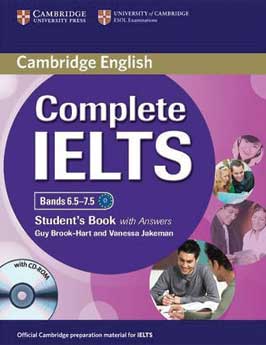 CAMBRIDGE
UNIVERSITY PRESS
UNIVERSITY of CAMBRIDGE
ESOL Examinations
Cambridge English
Complete
IELTS
Bands 6.5–7.5
Student's Book with Answers
Guy Brook-Hart and Vanessa Jakeman
with CD-ROM
Official Cambridge preparation material for IELTS